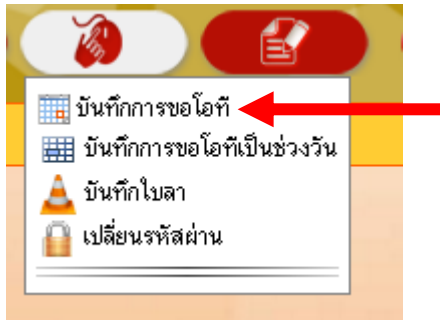 บันทึกการขอโอที
บันทึกการขอโอทีเป็นช่วงวัน
บันทึกใบลา
เปลี่ยนรหัสผ่าน